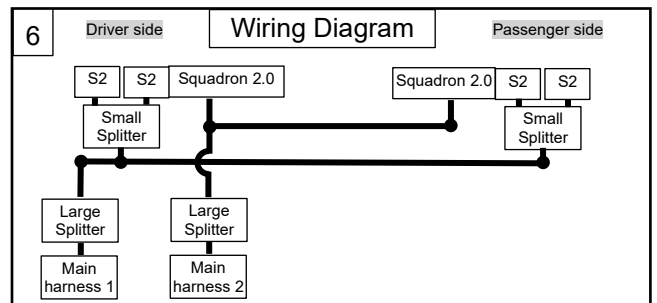 6
Driver side
Wiring Diagram
Passenger side
S2
S2
Squadron 2.0
Squadron 2.0
S2
S2
Small
Splitter
Small
Splitter
Large
Splitter
Large
Splitter
Main
harness 1
Main
harness 2